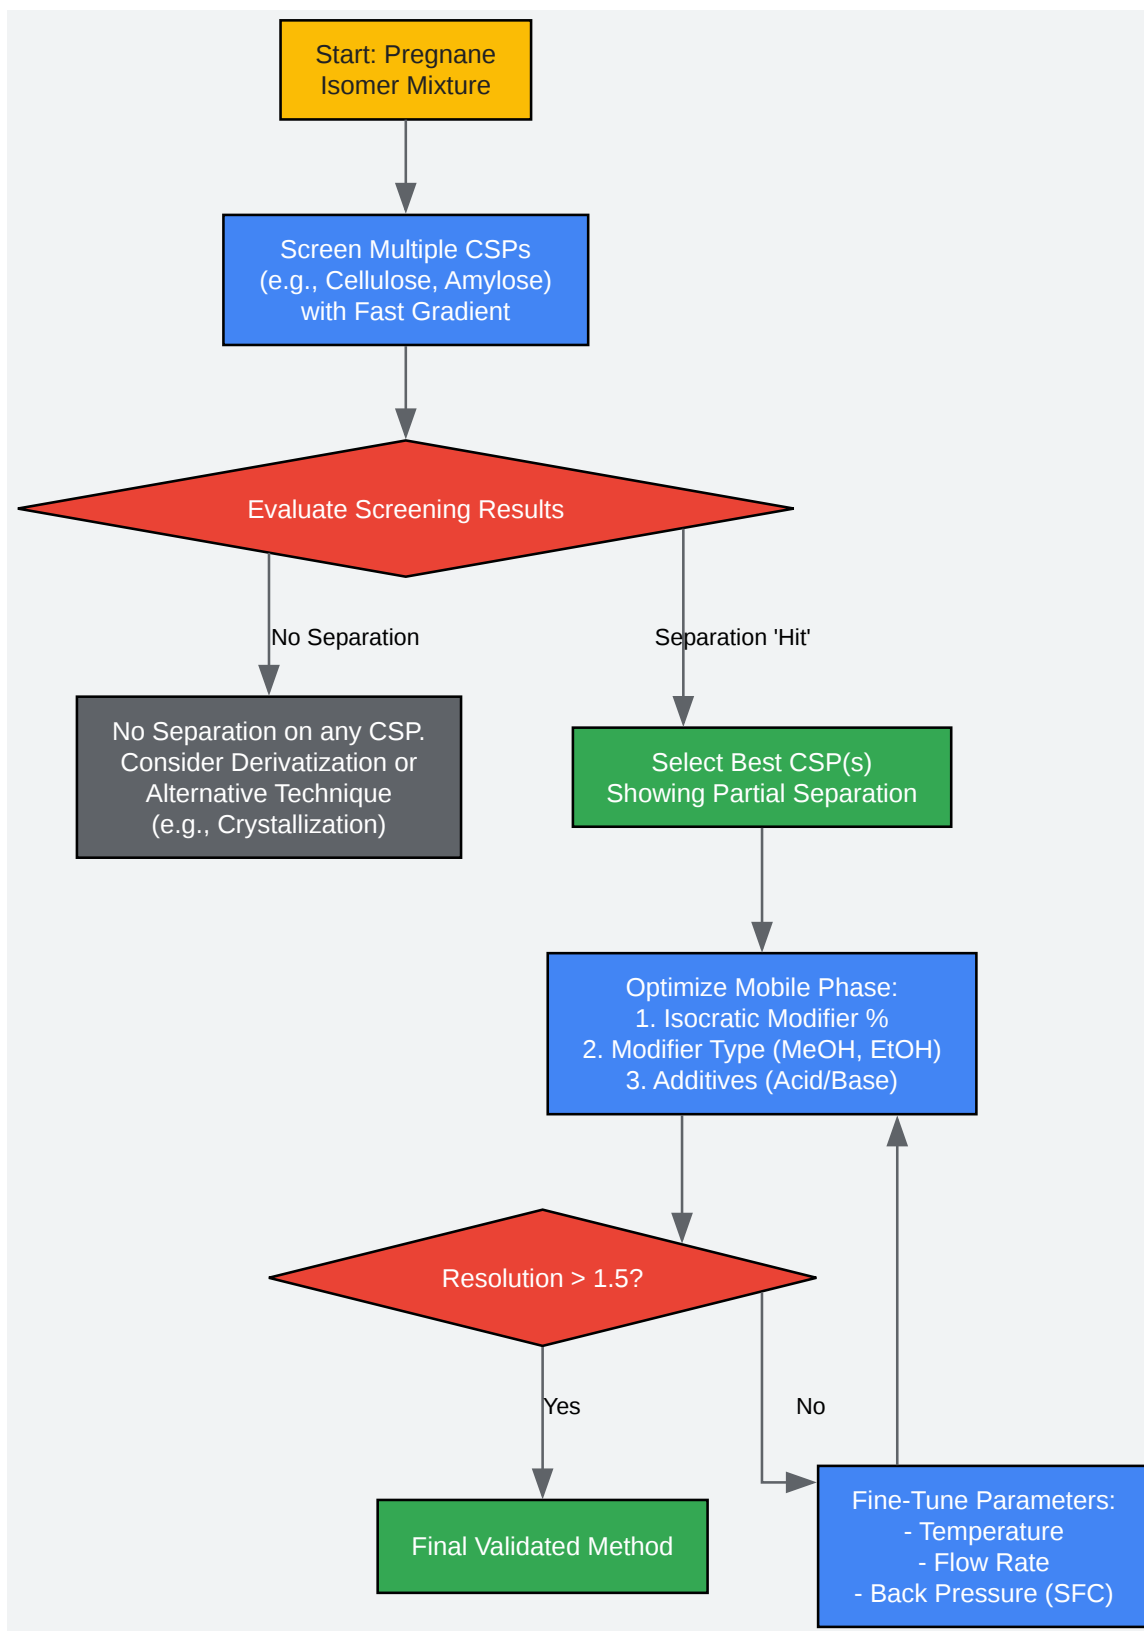 Start: Pregnane
Isomer Mixture
Screen Multiple CSPs
(e.g., Cellulose, Amylose)
with Fast Gradient
Evaluate Screening Results
No Separation
Separation 'Hit'
No Separation on any CSP.
Consider Derivatization or
Alternative Technique
(e.g., Crystallization)
Select Best CSP(s)
Showing Partial Separation
Optimize Mobile Phase:
1. Isocratic Modifier %
2. Modifier Type (MeOH, EtOH)
3. Additives (Acid/Base)
Resolution > 1.5?
Yes
No
Final Validated Method
Fine-Tune Parameters:
- Temperature
- Flow Rate
- Back Pressure (SFC)